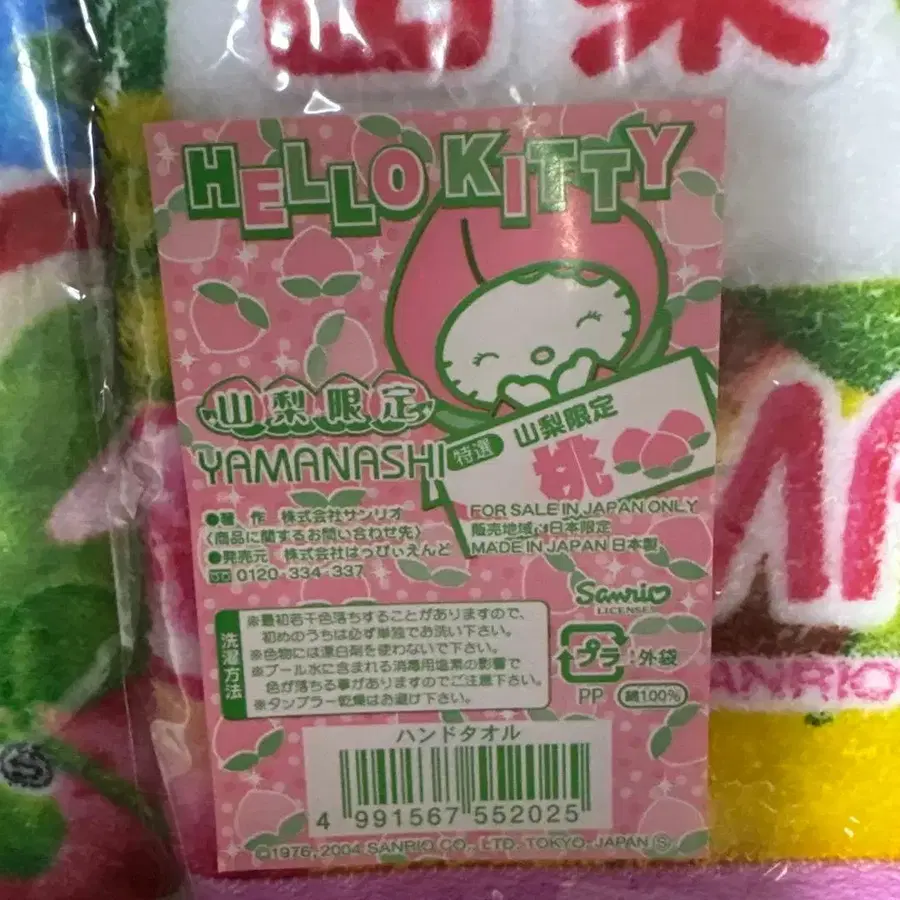 山梨
HELLO KITTY
山梨限定
YAMANASHI
特選 山梨限定
桃
●著 作 株式会社サンリオ
〈商品に関するお問い合わせ先〉
●発売元 株式会社はっぴぃえんど
0120-334-337
FOR SALE IN JAPAN ONLY
販売地域:日本限定
MADE IN JAPAN 日本製
Sanrio
LICENSE
洗濯方法
※最初若干色落ちすることがありますので、
初めのうちは必ず単独でお洗い下さい。
※色物には漂白剤を使わないで下さい。
※プール水に含まれる消毒用塩素の影響で
色が落ちる事がありますのでご注意下さい。
※タンブラー乾燥はお避け下さい。
プラ :外袋
PP 綿100%
ハンドタオル
4 991567 552025
©1976, 2004 SANRIO CO., LTD. TOKYO, JAPAN Ⓢ
SANRIO